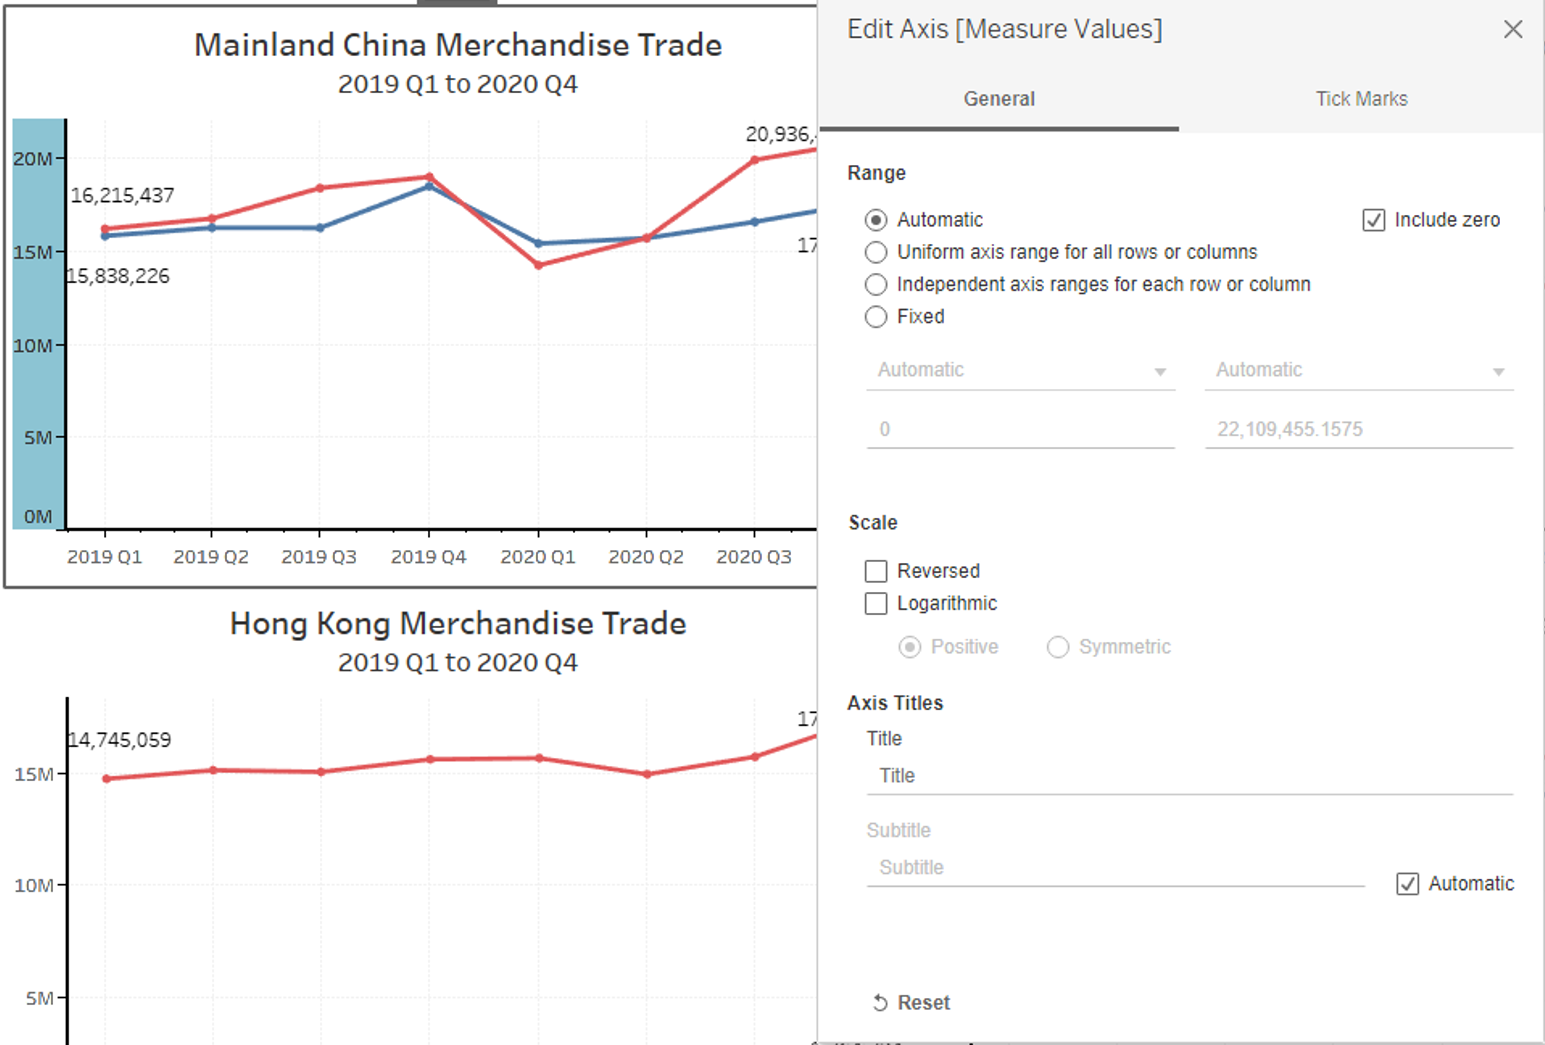 Mainland China Merchandise Trade
2019 Q1 to 2020 Q4
20,936,
20M
16,215,437
15M
17
15,838,226
10M
5M
0M
2019 Q1 2019 Q2 2019 Q3 2019 Q4 2020 Q1 2020 Q2 2020 Q3
Hong Kong Merchandise Trade
2019 Q1 to 2020 Q4
17
14,745,059
15M
10M
5M
Edit Axis [Measure Values]
General Tick Marks
Range
Automatic Include zero
Uniform axis range for all rows or columns
Independent axis ranges for each row or column
Fixed
Automatic Automatic
0 22,109,455.1575
Scale
Reversed
Logarithmic
Positive Symmetric
Axis Titles
Title
Title
Subtitle
Subtitle
Automatic
Reset